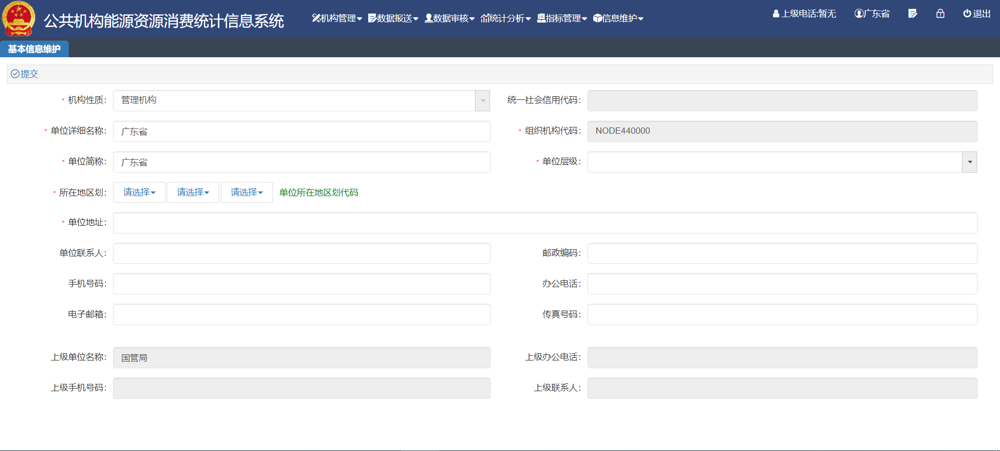 公共机构能源资源消费统计信息系统
机构管理 数据报送 数据审核 统计分析 指标管理 信息维护
上级电话:暂无 广东省 退出
基本信息维护
提交
* 机构性质: 管理机构 统一社会信用代码:
* 单位详细名称: 广东省 * 组织机构代码: NODE440000
* 单位简称: 广东省 * 单位层级:
* 所在地区划: 请选择 请选择 请选择 单位所在地区划代码
* 单位地址:
单位联系人: 邮政编码:
手机号码: 办公电话:
电子邮箱: 传真号码:
上级单位名称: 国管局 上级办公电话:
上级手机号码: 上级联系人: